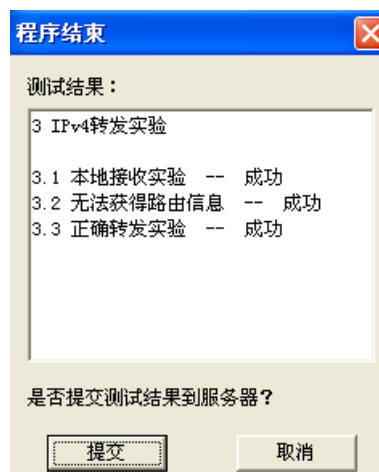 程序结束
测试结果：
3 IPv4转发实验
3.1 本地接收实验 -- 成功
3.2 无法获得路由信息 -- 成功
3.3 正确转发实验 -- 成功
是否提交测试结果到服务器?
提交
取消